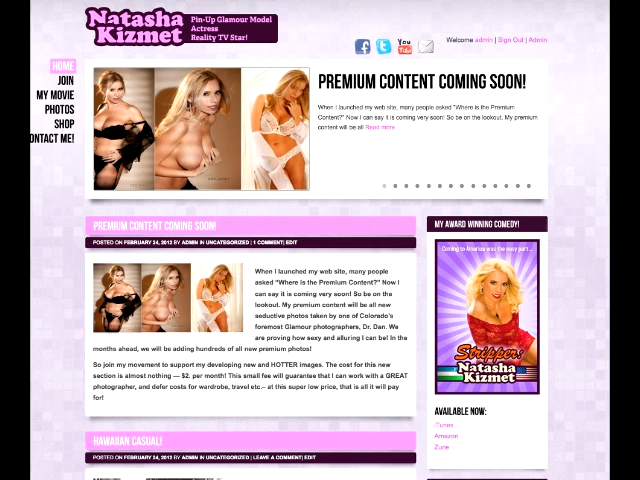 Natasha
Kizmet
Pin-Up Glamour Model
Actress
Reality TV Star!
You
Tube
Welcome admin | Sign Out | Admin
HOME
JOIN
MY MOVIE
PHOTOS
SHOP
ONTACT ME!
PREMIUM CONTENT COMING SOON!
When I launched my web site, many people asked "Where is the Premium
Content?" Now I can say it is coming very soon! So be on the lookout. My premium
content will be all Read more
PREMIUM CONTENT COMING SOON!
POSTED ON FEBRUARY 24, 2012 BY ADMIN IN UNCATEGORIZED | 1 COMMENT| EDIT
When I launched my web site, many people
asked "Where is the Premium Content?" Now I
can say it is coming very soon! So be on the
lookout. My premium content will be all new
seductive photos taken by one of Colorado's
foremost Glamour photographers, Dr. Dan. We
are proving how sexy and alluring I can be! In the
months ahead, we will be adding hundreds of all new premium photos!
So join my movement to support my developing new and HOTTER images. The cost for this new
section is almost nothing — $2. per month! This small fee will guarantee that I can work with a GREAT
photographer, and defer costs for wardrobe, travel etc.– at this super low price, that is all it will pay
for!
HAWAIIAN CASUAL!
POSTED ON FEBRUARY 24, 2012 BY ADMIN IN UNCATEGORIZED | LEAVE A COMMENT| EDIT
MY AWARD WINNING COMEDY!
Coming to America was the easy part...
Stripper:
Natasha
Kizmet
AVAILABLE NOW:
iTunes
Amazon
Zune